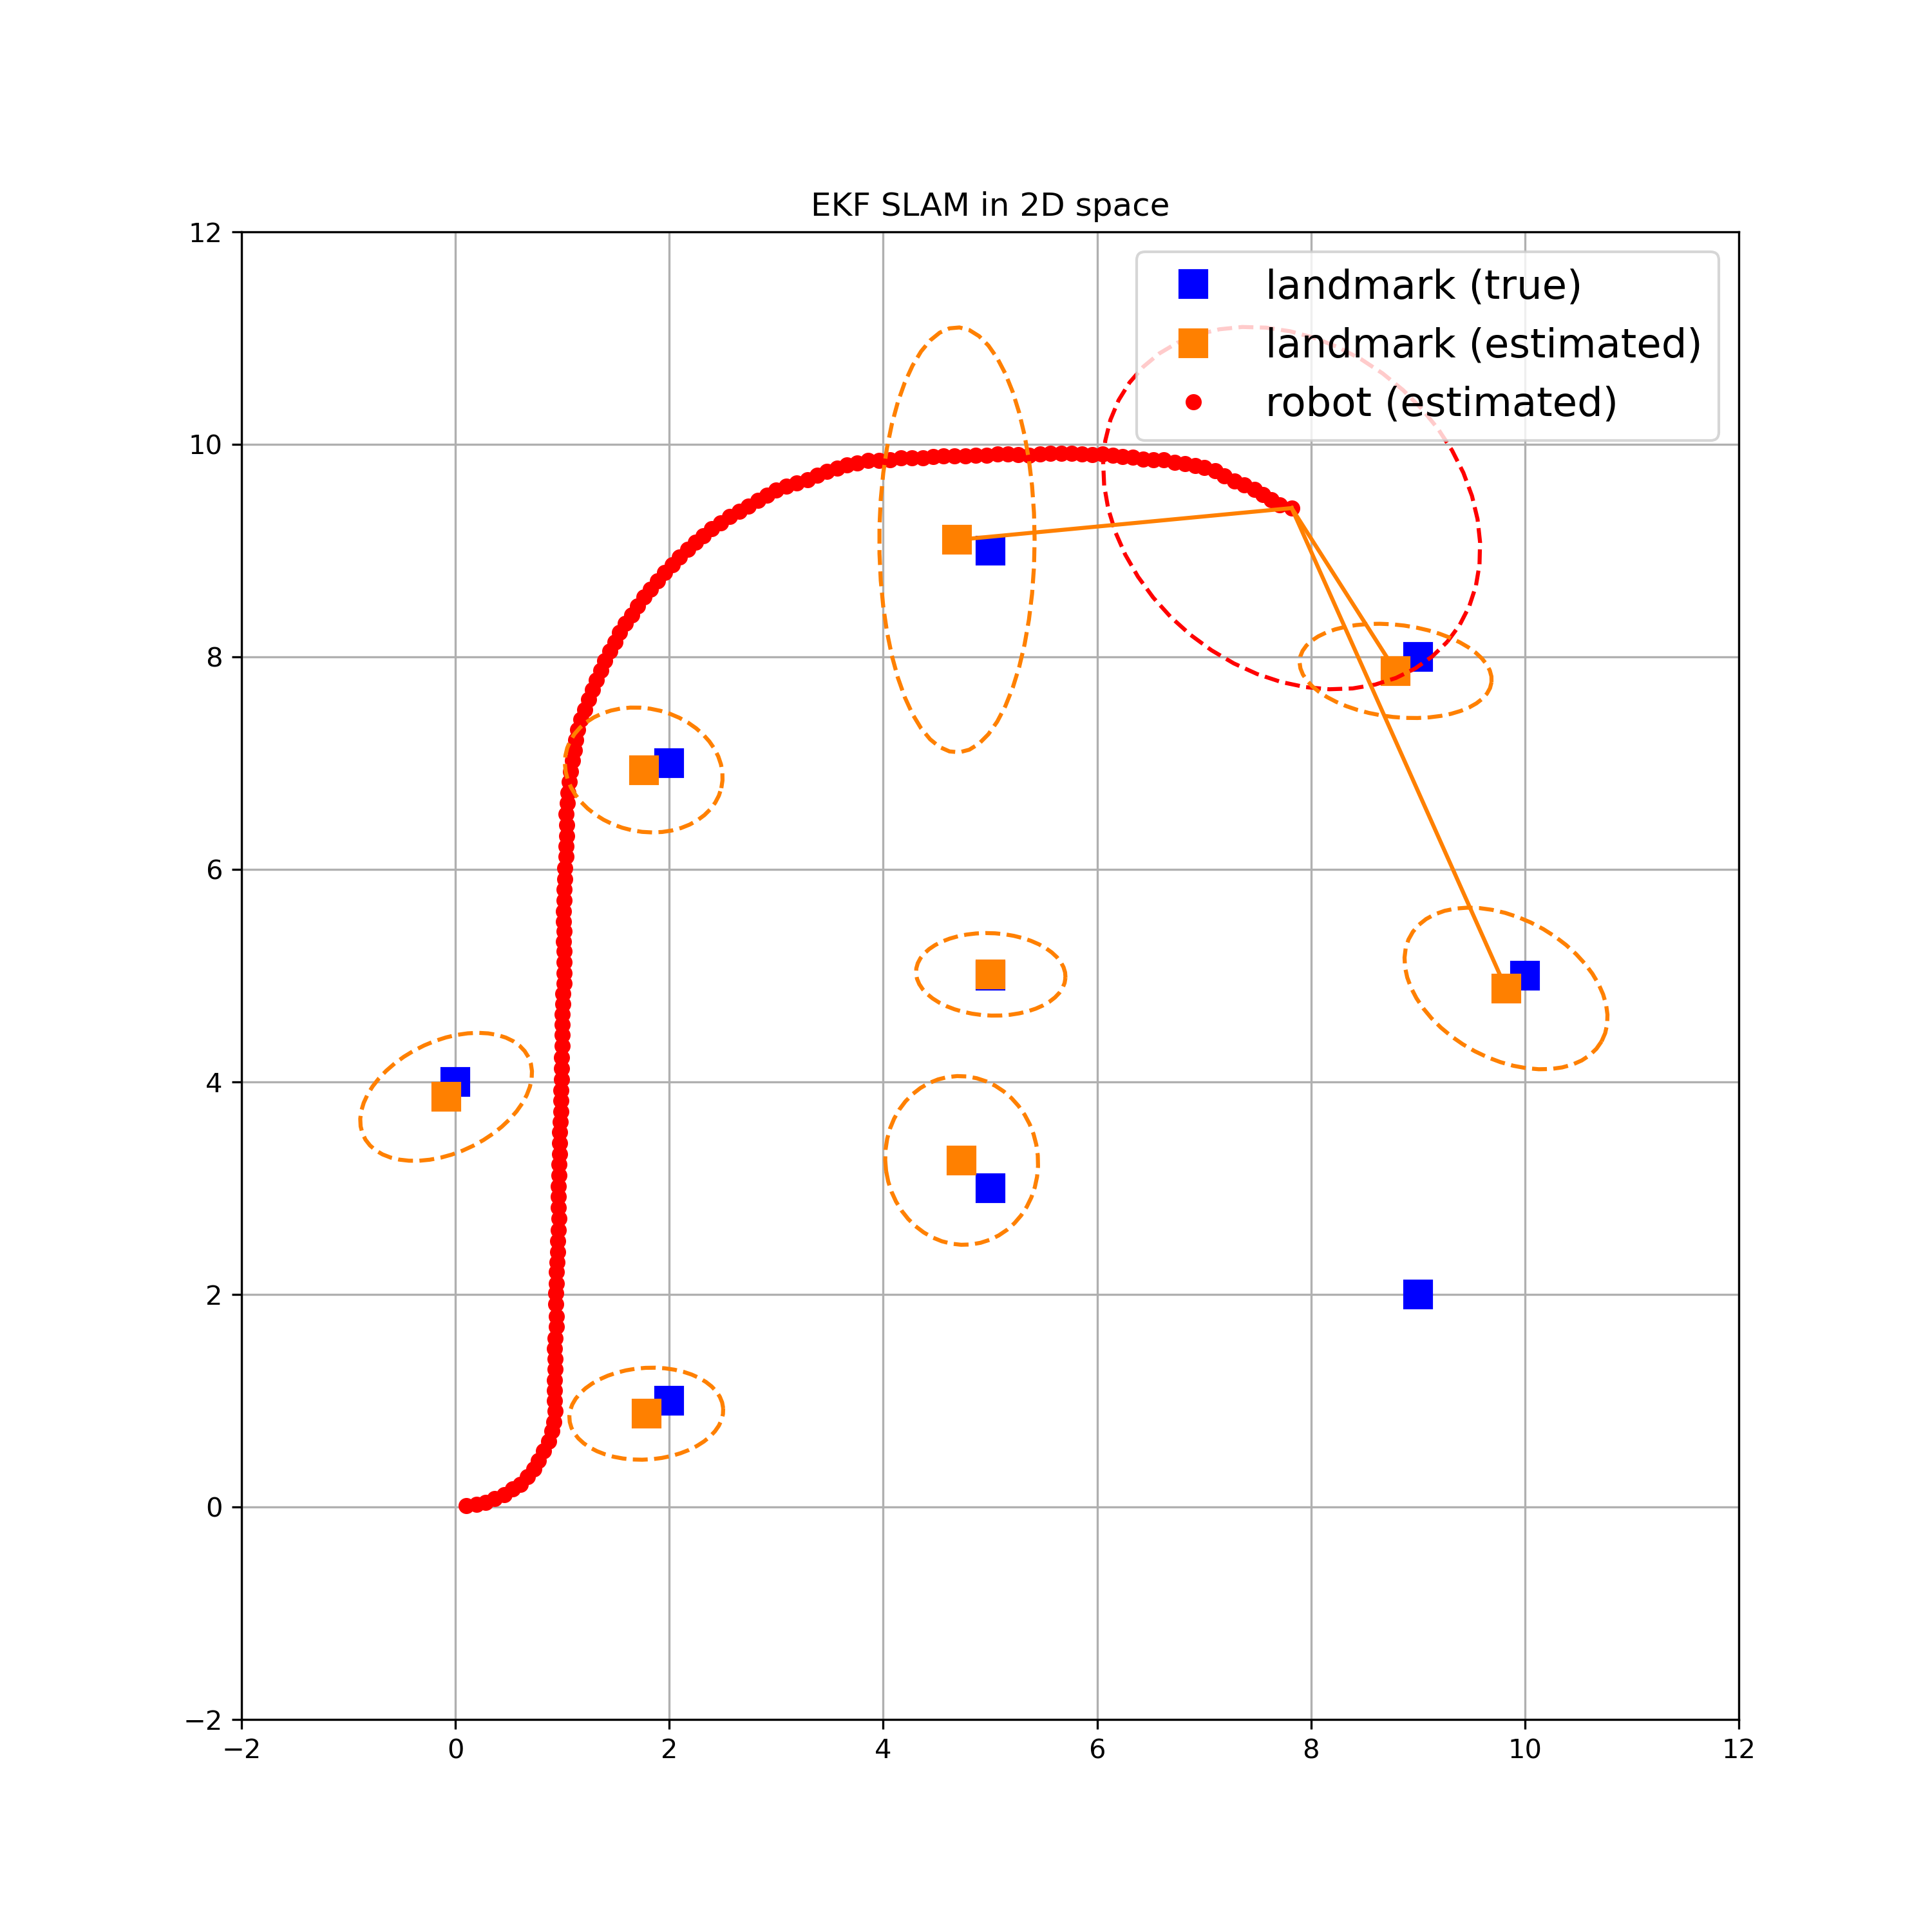 EKF SLAM in 2D space
12
landmark (true)
landmark (estimated)
robot (estimated)
10
8
6
4
2
0
−2
−2 0 2 4 6 8 10 12